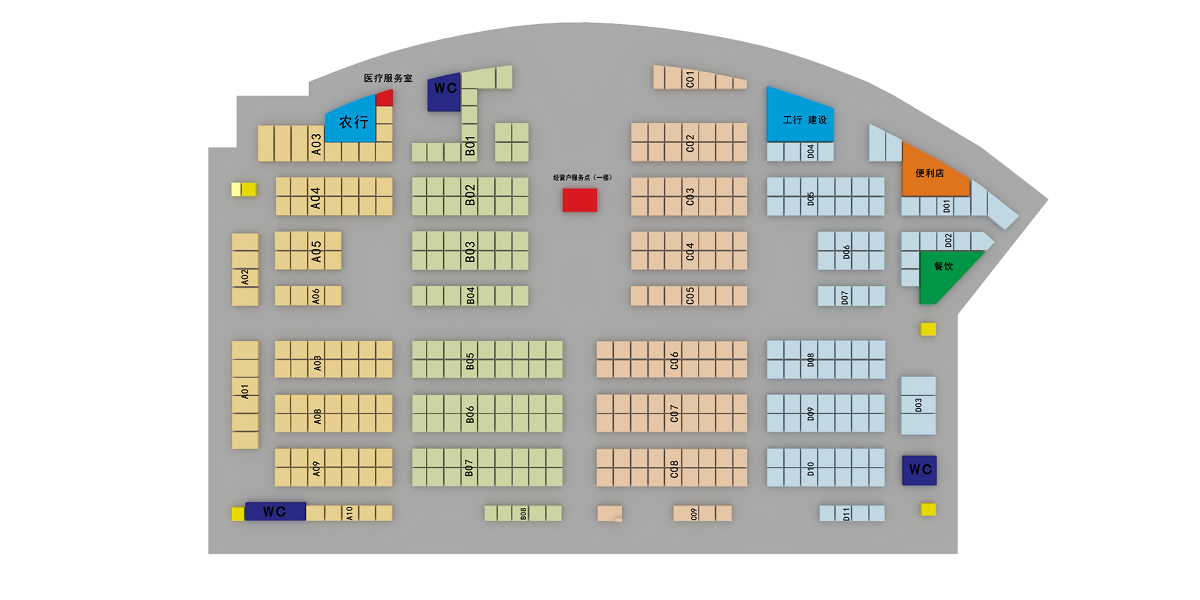 医疗服务室
WC
农行
A03
B01
C01
C02
工行 建设
D04
便利店
D01
经营户服务点（一楼）
A04
B02
C03
D05
A05
B03
C04
D06
D02
餐饮
A02
A06
B04
C05
D07
A01
A03
B05
C06
D08
A08
B06
C07
D09
D03
A09
B07
C08
D10
WC
WC
A10
B08
C09
D11